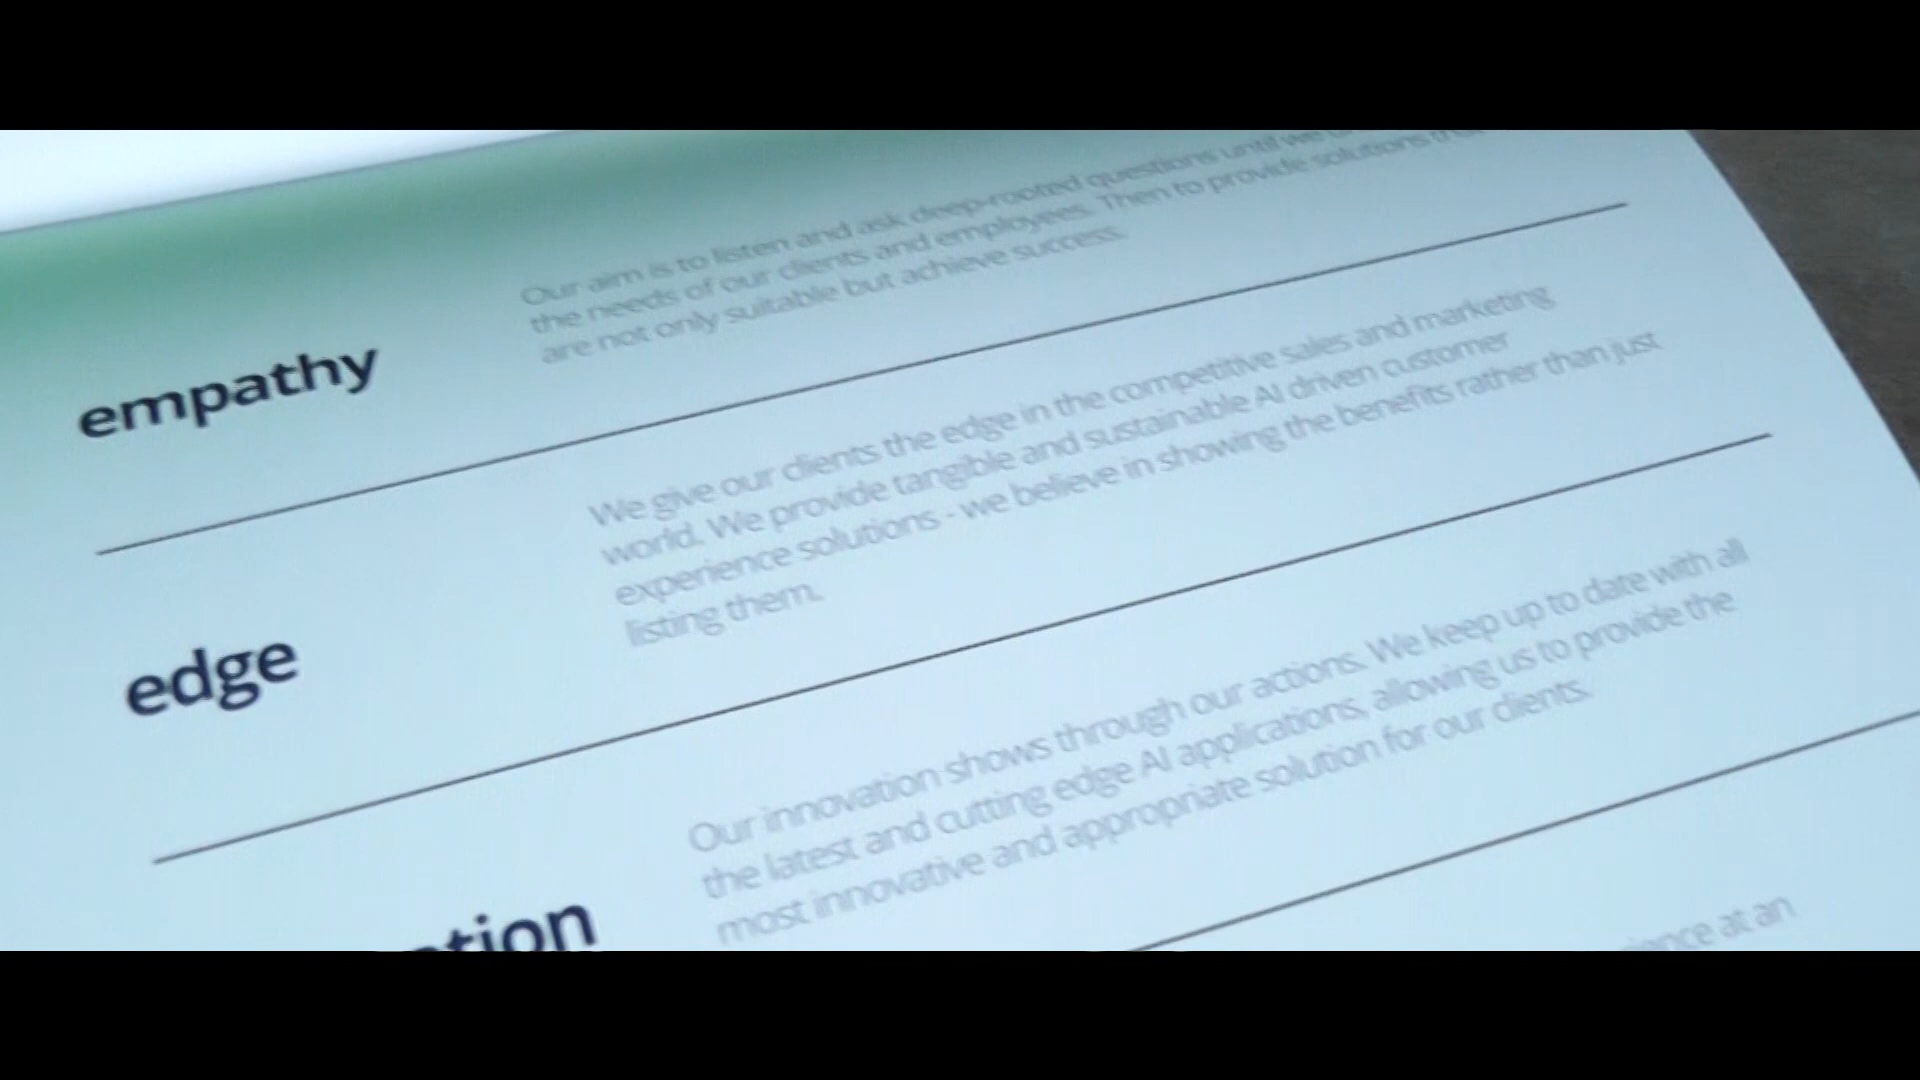 empathy
Our aim is to listen and ask deep-rooted questions until we
the needs of our clients and employees. Then to provide solutions that
are not only suitable but achieve success.
edge
We give our clients the edge in the competitive sales and marketing
world. We provide tangible and sustainable AI driven customer
experience solutions - we believe in showing the benefits rather than just
listing them.
Our innovation shows through our actions. We keep up to date with all
the latest and cutting edge AI applications, allowing us to provide the
most innovative and appropriate solution for our clients.
at an